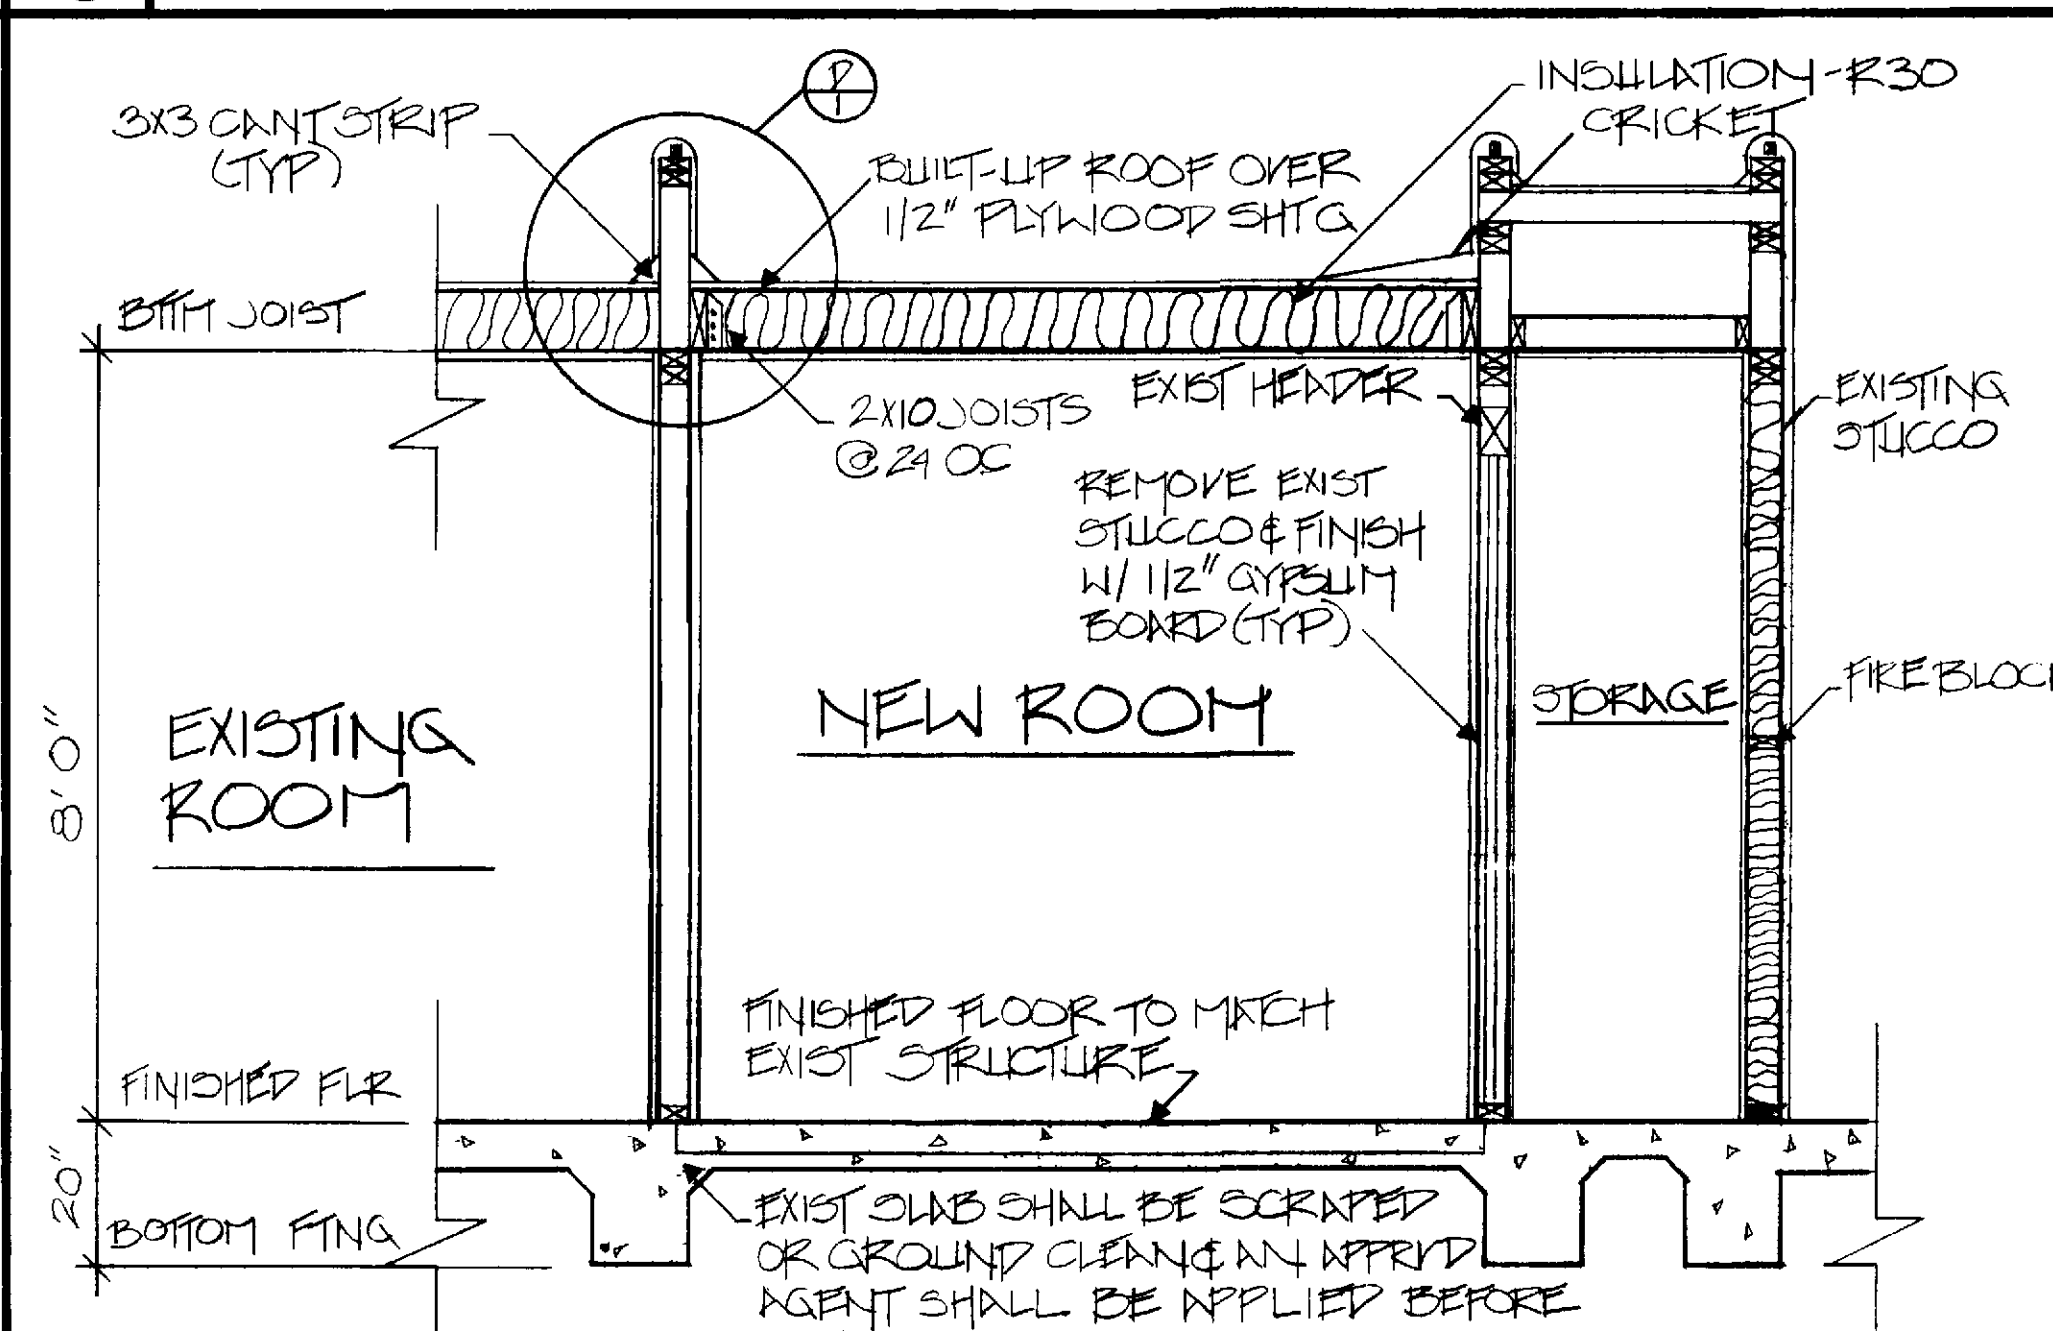 D
1
3X3 CANT STRIP
(TYP)
BUILT-UP ROOF OVER
1/2" PLYWOOD SHTG
INSULATION-R30
CRICKET
BTM JOIST
2X10 JOISTS
@ 24 OC
EXIST HEADER
EXISTING
STUCCO
REMOVE EXIST
STUCCO & FINISH
W/ 1/2" GYPSUM
BOARD (TYP)
8'0"
EXISTING
ROOM
NEW ROOM
STORAGE
FIREBLOCK
FINISHED FLOOR TO MATCH
EXIST STRUCTURE
FINISHED FLR
20"
BOTTOM FTNG
EXIST SLAB SHALL BE SCRAPED
OR GROUND CLEAN & AN APPRVD
AGENT SHALL BE APPLIED BEFORE